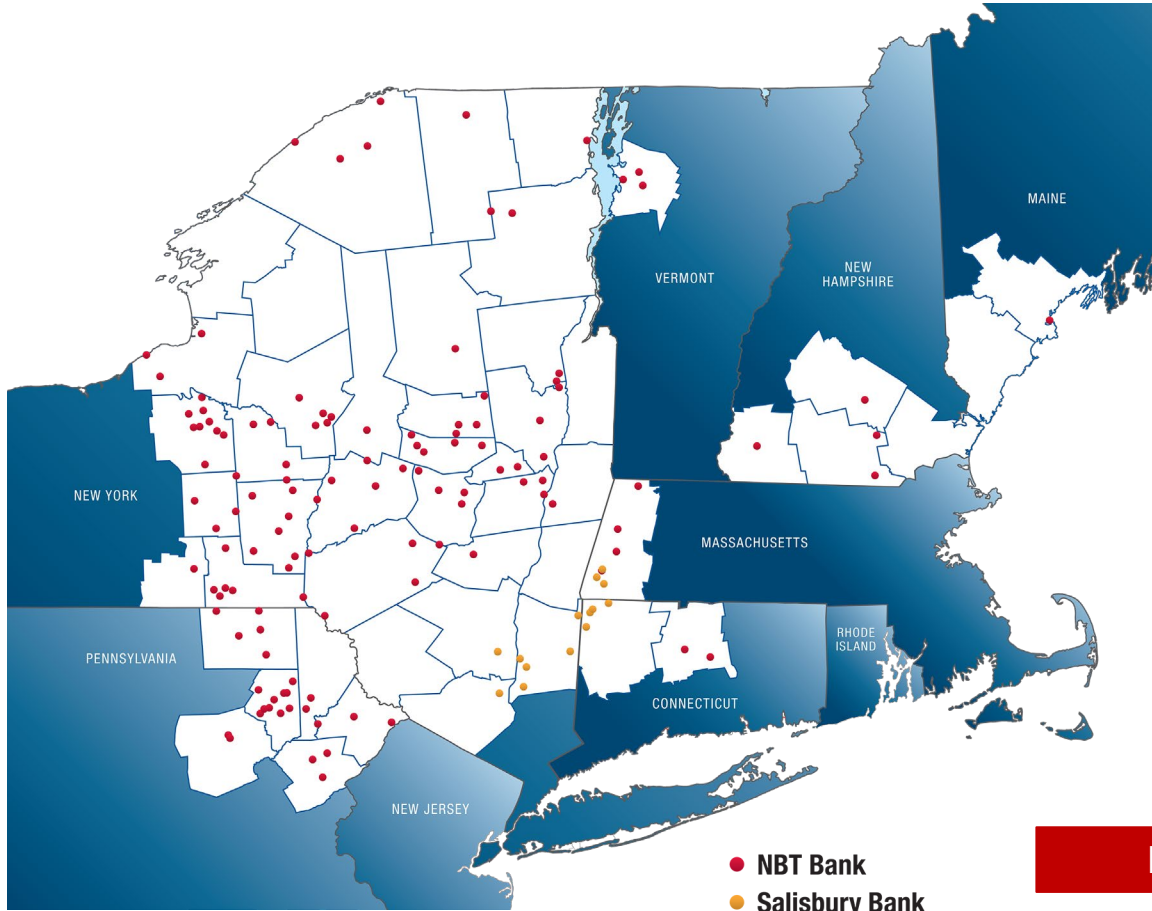 MAINE
VERMONT
NEW
HAMPSHIRE
NEW YORK
MASSACHUSETTS
PENNSYLVANIA
RHODE
ISLAND
CONNECTICUT
NEW JERSEY
NBT Bank
Salisbury Bank